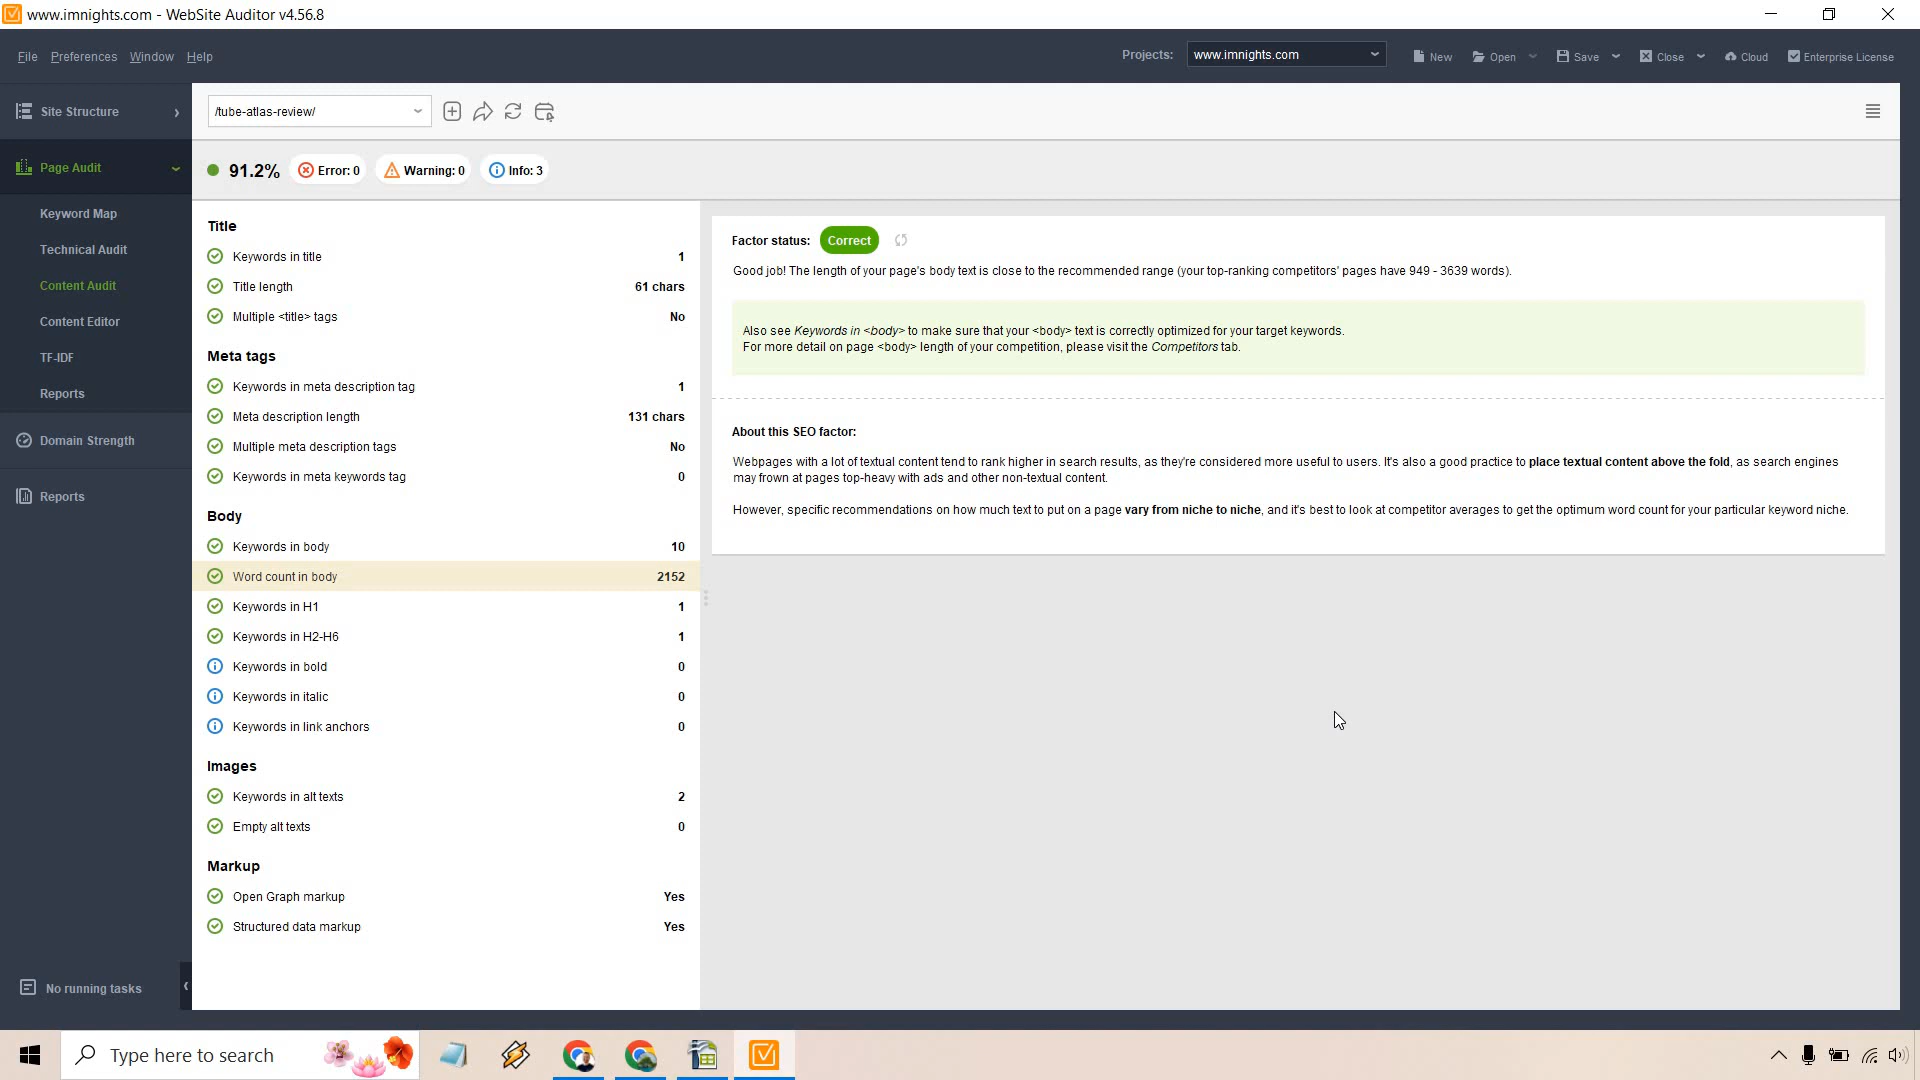 www.imnights.com - WebSite Auditor v4.56.8
File Preferences Window Help
Projects: www.imnights.com New Open Save Close Cloud Enterprise License
Site Structure
/tube-atlas-review/
Page Audit
91.2% Error: 0 Warning: 0 Info: 3
Keyword Map
Technical Audit
Content Audit
Content Editor
TF-IDF
Reports
Domain Strength
Reports
No running tasks
Title
Keywords in title 1
Title length 61 chars
Multiple <title> tags No
Meta tags
Keywords in meta description tag 1
Meta description length 131 chars
Multiple meta description tags No
Keywords in meta keywords tag 0
Body
Keywords in body 10
Word count in body 2152
Keywords in H1 1
Keywords in H2-H6 1
Keywords in bold 0
Keywords in italic 0
Keywords in link anchors 0
Images
Keywords in alt texts 2
Empty alt texts 0
Markup
Open Graph markup Yes
Structured data markup Yes
Factor status: Correct
Good job! The length of your page's body text is close to the recommended range (your top-ranking competitors' pages have 949 - 3639 words).
Also see Keywords in <body> to make sure that your <body> text is correctly optimized for your target keywords.
For more detail on page <body> length of your competition, please visit the Competitors tab.
About this SEO factor:
Webpages with a lot of textual content tend to rank higher in search results, as they're considered more useful to users. It's also a good practice to place textual content above the fold, as search engines
may frown at pages top-heavy with ads and other non-textual content.
However, specific recommendations on how much text to put on a page vary from niche to niche, and it's best to look at competitor averages to get the optimum word count for your particular keyword niche.
Type here to search